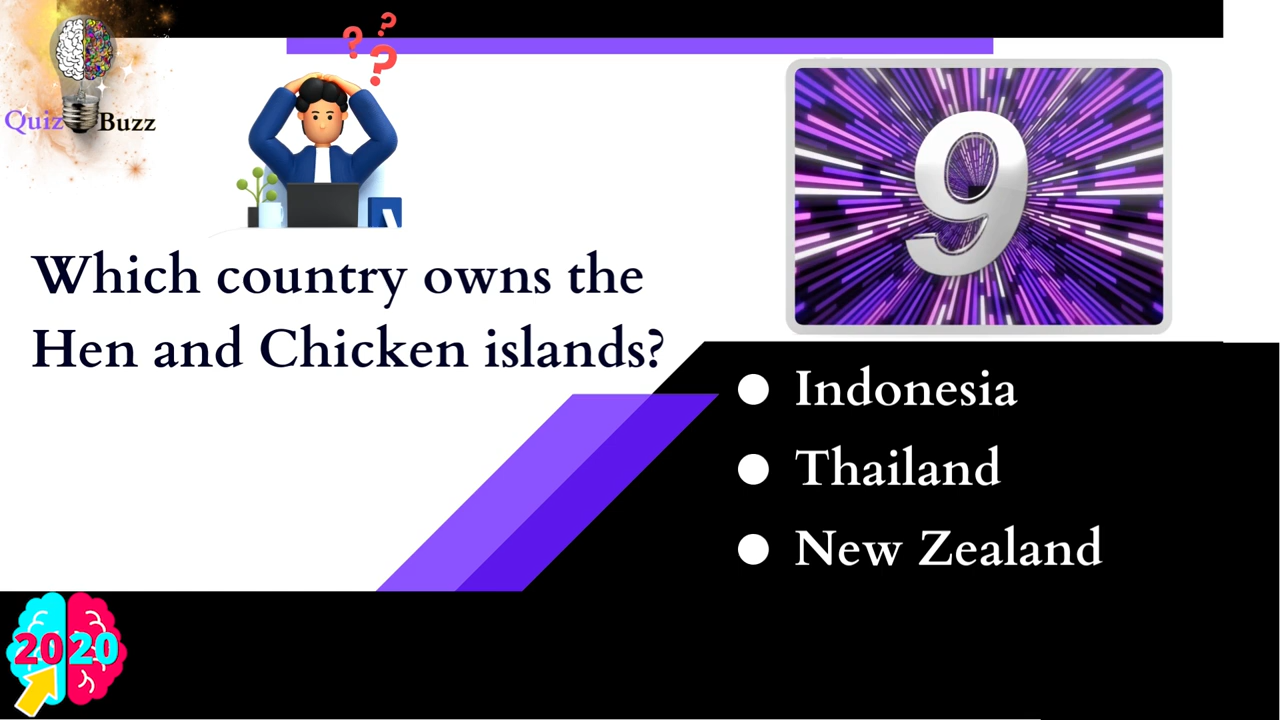 Quiz Buzz
? ? ?
9
Which country owns the
Hen and Chicken islands?
Indonesia
Thailand
New Zealand
2020